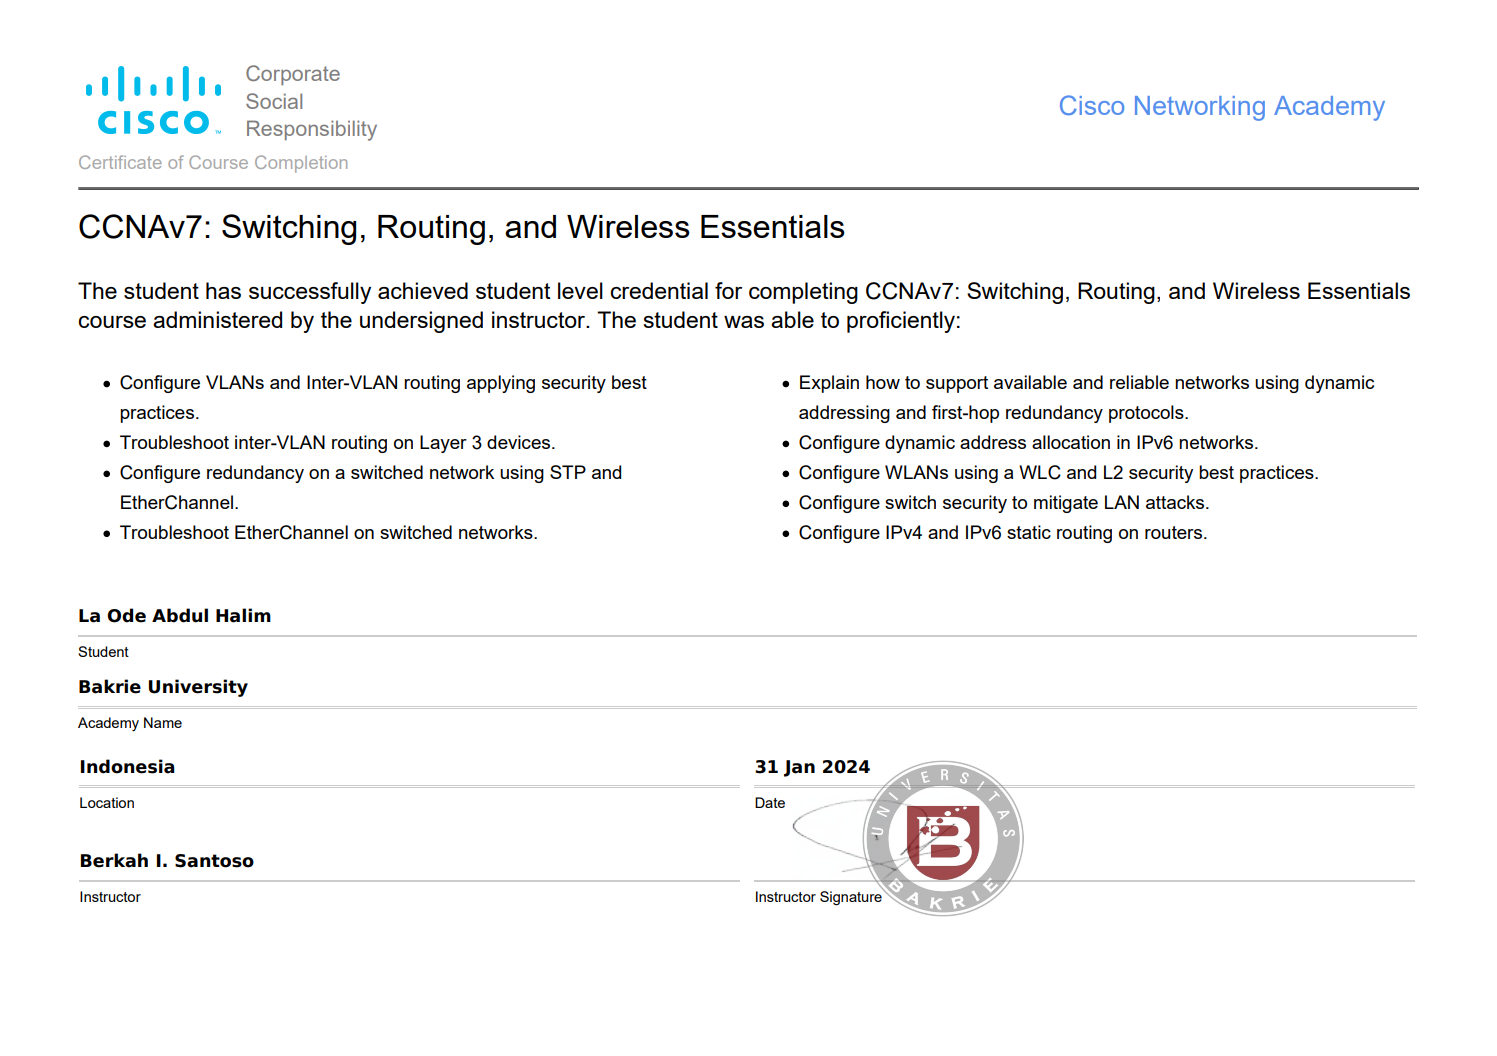 CISCO™
Corporate
Social
Responsibility
Cisco Networking Academy
Certificate of Course Completion
CCNAv7: Switching, Routing, and Wireless Essentials
The student has successfully achieved student level credential for completing CCNAv7: Switching, Routing, and Wireless Essentials
course administered by the undersigned instructor. The student was able to proficiently:
• Configure VLANs and Inter-VLAN routing applying security best
practices.
• Troubleshoot inter-VLAN routing on Layer 3 devices.
• Configure redundancy on a switched network using STP and
EtherChannel.
• Troubleshoot EtherChannel on switched networks.
• Explain how to support available and reliable networks using dynamic
addressing and first-hop redundancy protocols.
• Configure dynamic address allocation in IPv6 networks.
• Configure WLANs using a WLC and L2 security best practices.
• Configure switch security to mitigate LAN attacks.
• Configure IPv4 and IPv6 static routing on routers.
La Ode Abdul Halim
Student
Bakrie University
Academy Name
Indonesia
Location
31 Jan 2024
Date
Berkah I. Santoso
Instructor
Instructor Signature
UNIVERSITAS
B
BAKRIE